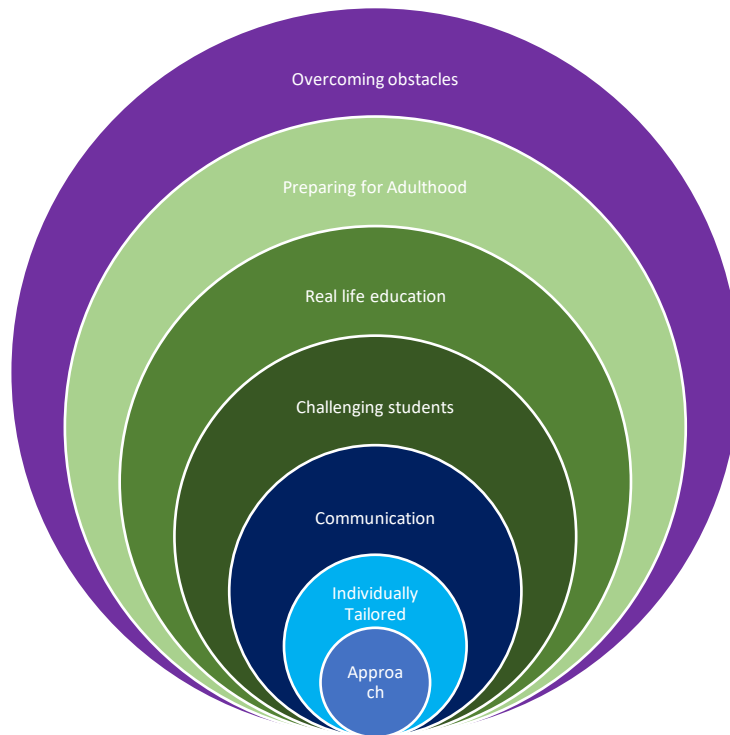 Overcoming obstacles
Preparing for Adulthood
Real life education
Challenging students
Communication
Individually
Tailored
Approa
ch